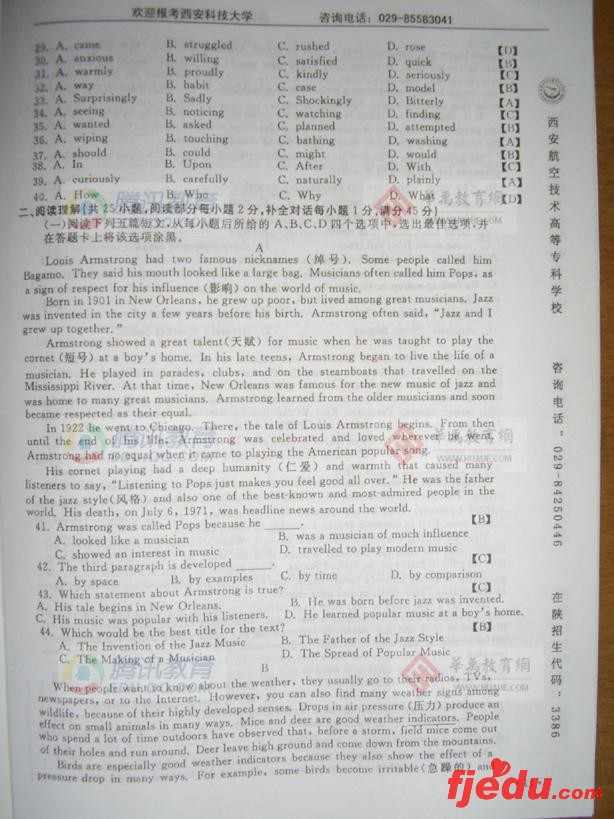 欢迎报考西安科技大学 咨询电话:029-85583041
29. A. came B. struggled C. rushed D. rose 【D】
30. A. anxious B. willing C. satisfied D. quick 【B】
31. A. warmly B. proudly C. kindly D. seriously 【C】
32. A. way B. habit C. case D. model 【B】
33. A. Surprisingly B. Sadly C. Shockingly D. Bitterly 【A】
34. A. seeing B. noticing C. watching D. finding 【C】
35. A. wanted B. asked C. planned D. attempted 【B】
36. A. wiping B. touching C. bathing D. washing 【A】
37. A. should B. could C. might D. would 【B】
38. A. In B. Upon C. After D. With 【C】
39. A. curiously B. carefully C. naturally D. plainly 【A】
40. A. How B. Who C. Why D. What 【D】
二、阅读理解(共25小题,阅读部分每小题2分,补全对话每小题1分,满分45分)
(一)阅读下列五篇短文,从每小题后所给的A、B、C、D四个选项中,选出最佳选项,并
在答题卡上将该选项涂黑。
A
Louis Armstrong had two famous nicknames (绰号). Some people called him
Bagamo. They said his mouth looked like a large bag. Musicians often called him Pops, as
a sign of respect for his influence (影响) on the world of music.
Born in 1901 in New Orleans, he grew up poor, but lived among great musicians. Jazz
was invented in the city a few years before his birth. Armstrong often said, "Jazz and I
grew up together."
Armstrong showed a great talent(天赋) for music when he was taught to play the
cornet (短号) at a boy's home. In his late teens, Armstrong began to live the life of a
musician. He played in parades, clubs, and on the steamboats that travelled on the
Mississippi River. At that time, New Orleans was famous for the new music of jazz and
was home to many great musicians. Armstrong learned from the older musicians and soon
became respected as their equal.
In 1922 he went to Chicago. There, the tale of Louis Armstrong begins. From then
until the end of his life, Armstrong was celebrated and loved wherever he went.
Armstrong had no equal when it came to playing the American popular song.
His cornet playing had a deep humanity (仁爱) and warmth that caused many
listeners to say, "Listening to Pops just makes you feel good all over." He was the father
of the jazz style(风格) and also one of the best-known and most-admired people in the
world. His death, on July 6, 1971, was headline news around the world.
41. Armstrong was called Pops because he ______. 【B】
A. looked like a musician B. was a musician of much influence
C. showed an interest in music D. travelled to play modern music
42. The third paragraph is developed ______. 【C】
A. by space B. by examples C. by time D. by comparison
43. Which statement about Armstrong is true? 【C】
A. His tale begins in New Orleans. B. He was born before jazz was invented.
C. His music was popular with his listeners. D. He learned popular music at a boy's home.
44. Which would be the best title for the text? 【B】
A. The Invention of the Jazz Music B. The Father of the Jazz Style
C. The Making of a Musician D. The Spread of Popular Music
B
When people want to know about the weather, they usually go to their radios, TVs,
newspapers, or to the Internet. However, you can also find many weather signs among
wildlife, because of their highly developed senses. Drops in air pressure (压力) produce an
effect on small animals in many ways. Mice and deer are good weather indicators. People
who spend a lot of time outdoors have observed that, before a storm, field mice come out
of their holes and run around. Deer leave high ground and come down from the mountains.
Birds are especially good weather indicators because they also show the effect of a
pressure drop in many ways. For example, some birds become irritable(急躁的) and
西安航空技术高等专科学校
咨询电话:029-84250446
在陕招生代码:3386
腾讯教育
华禹教育網
WWW.HUHUE.COM
fjedu.com